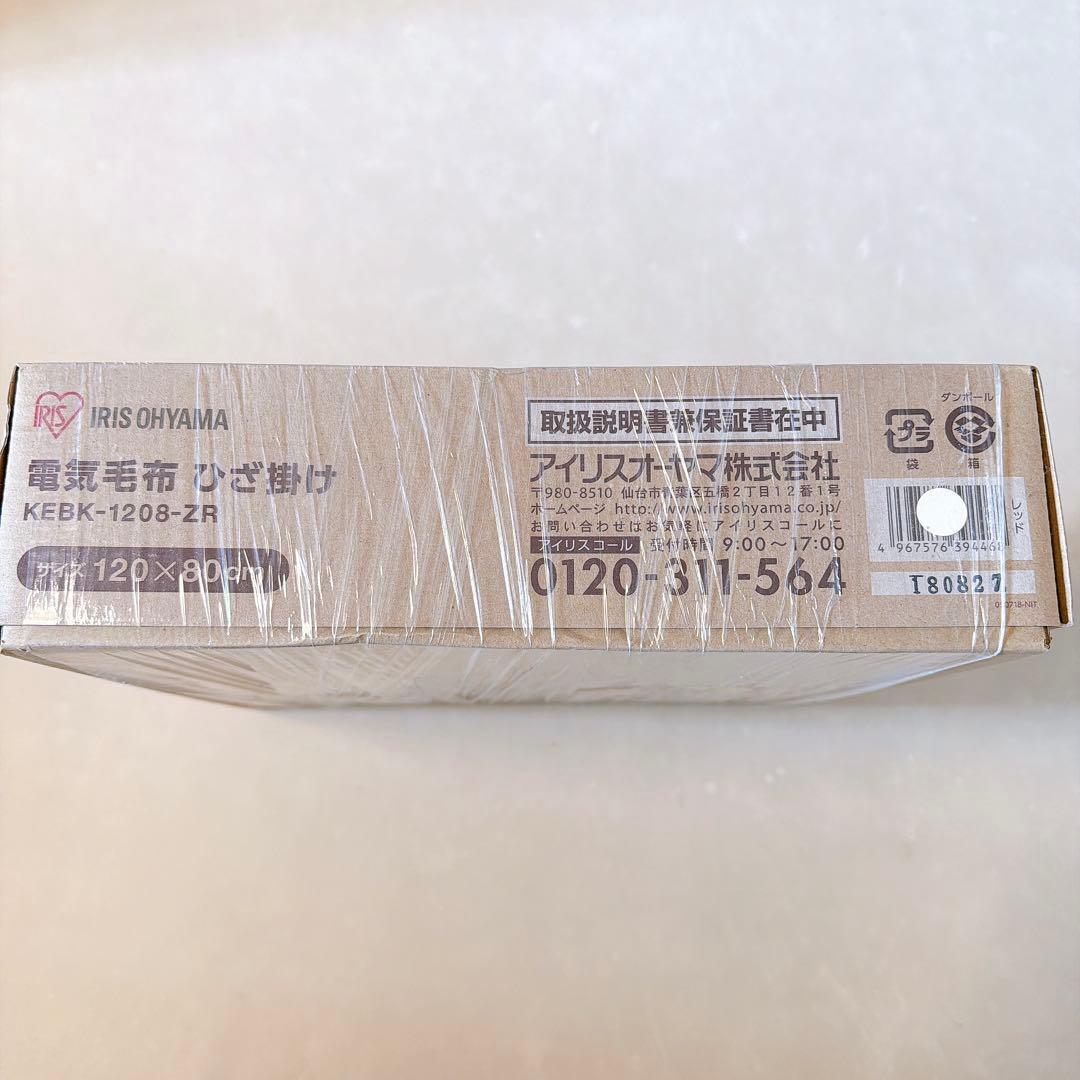 IRIS
IRIS OHYAMA
電気毛布 ひざ掛け
KEBK-1208-ZR
サイズ 120×80cm
取扱説明書兼保証書在中
アイリスオーヤマ株式会社
〒980-8510 仙台市青葉区五橋2丁目12番1号
ホームページ http://www.irisohyama.co.jp/
お問い合わせはお気軽にアイリスコールに
アイリスコール 受付時間 9:00～17:00
0120-311-564
プラ
袋
ダンボール
箱
レッド
4 967576 394468
I80827
050718-NIT